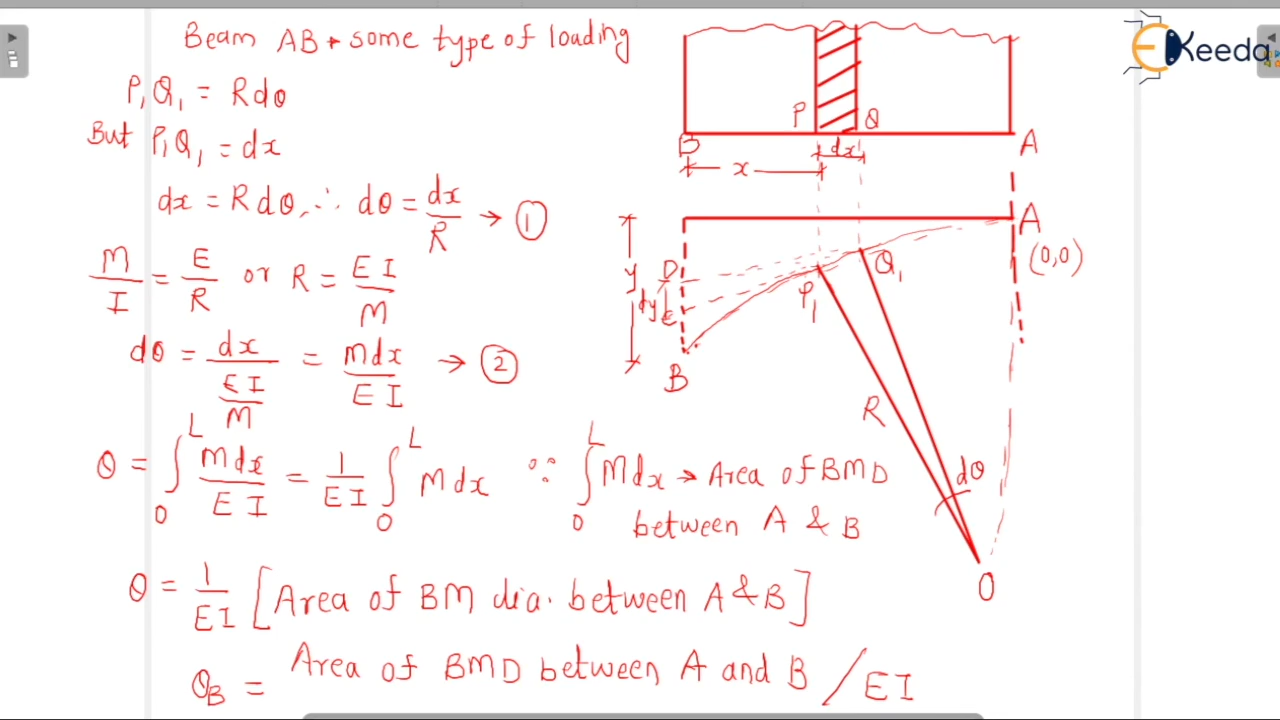 Beam AB + some type of loading
P₁Q₁ = Rdθ
But P₁Q₁ = dx
dx = Rdθ, ∴ dθ = dx/R → ①
M/I = E/R or R = EI/M
dθ = dx/(EI/M) = Mdx/EI → ②
θ = ∫₀ᴸ Mdx/EI = 1/EI ∫₀ᴸ Mdx ∵ ∫₀ᴸ Mdx → Area of BMD
between A & B
θ = 1/EI [Area of BM dia. between A&B]
θ_B = Area of BMD between A and B / EI
EKeeda
P Q
B dx A
x
A
(0,0)
y D Q₁
dy E P₁
B
R
dθ
O